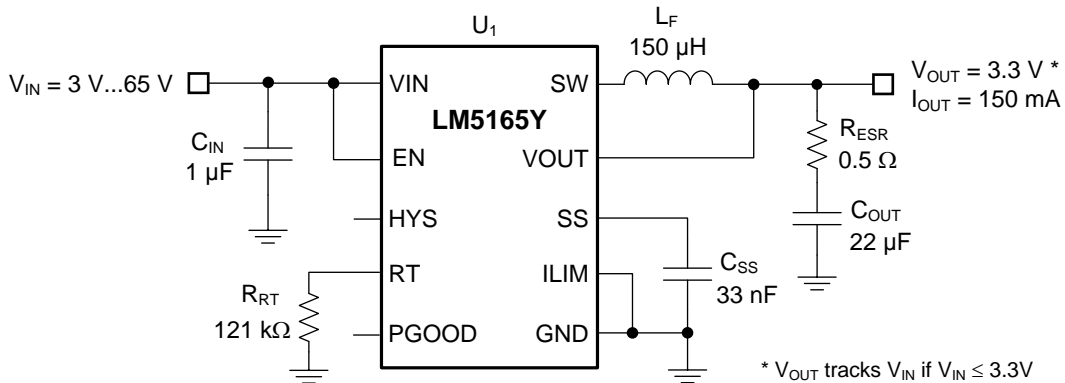 U1
LF
150 µH
VIN = 3 V...65 V
VIN
SW
VOUT = 3.3 V *
IOUT = 150 mA
LM5165Y
CIN
1 µF
EN
VOUT
RESR
0.5 Ω
HYS
SS
COUT
22 µF
RT
ILIM
CSS
33 nF
RRT
121 kΩ
PGOOD
GND
* VOUT tracks VIN if VIN ≤ 3.3V